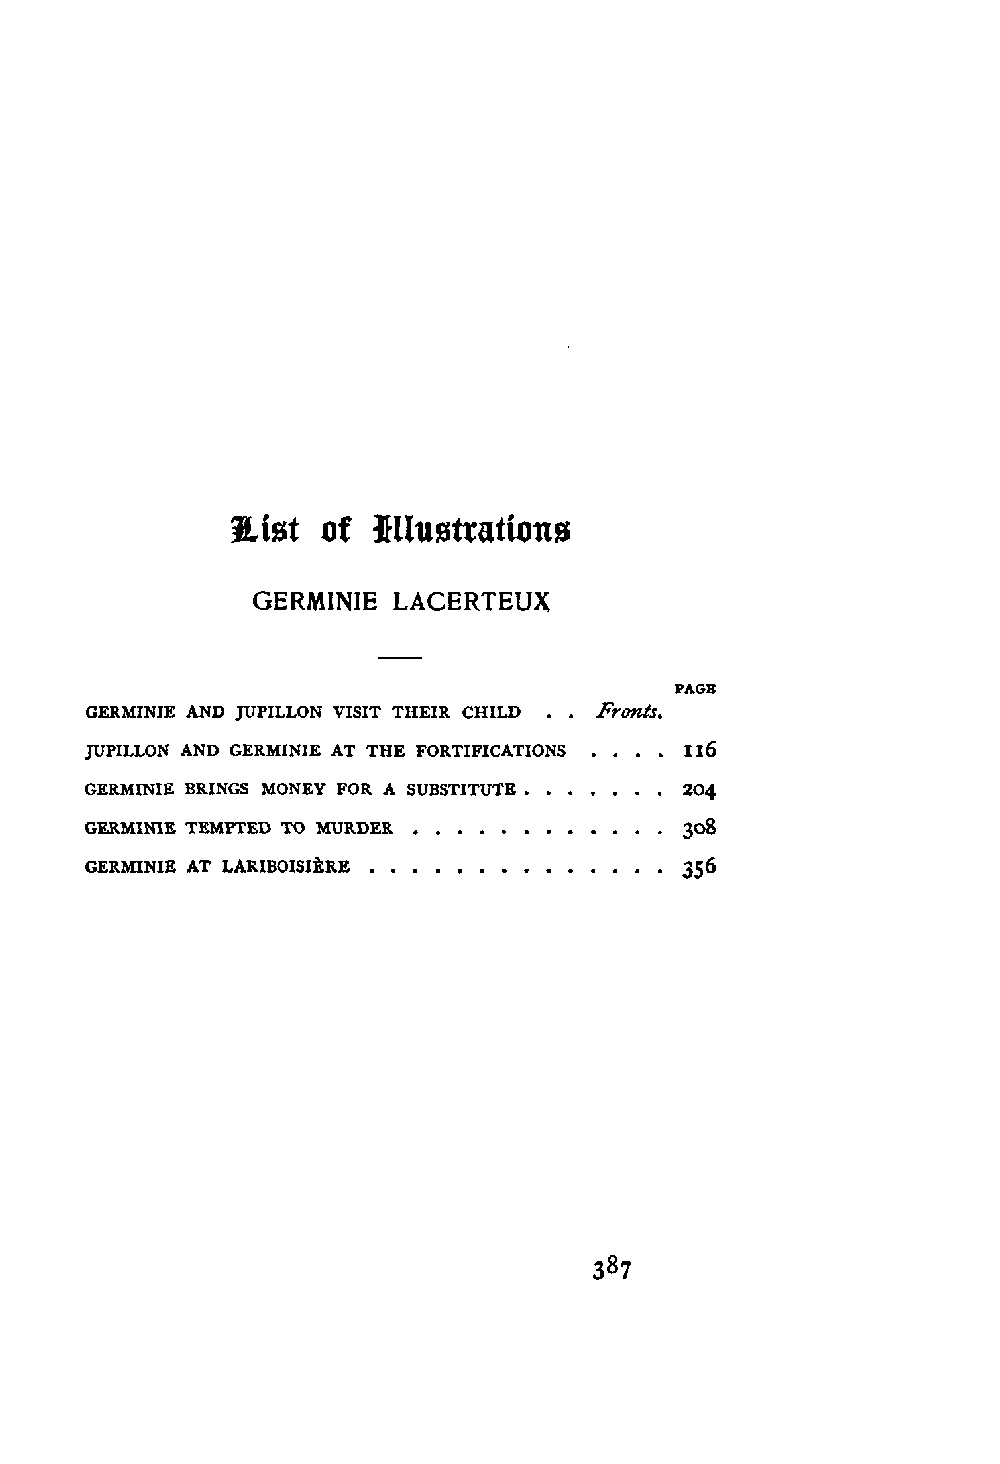 List of Illustrations
GERMINIE LACERTEUX
PAGE
GERMINIE AND JUPILLON VISIT THEIR CHILD . . Fronts.
JUPILLON AND GERMINIE AT THE FORTIFICATIONS . . . . 116
GERMINIE BRINGS MONEY FOR A SUBSTITUTE . . . . . . . 204
GERMINIE TEMPTED TO MURDER . . . . . . . . . . . . 308
GERMINIE AT LARIBOISIÈRE . . . . . . . . . . . . . . 356
387